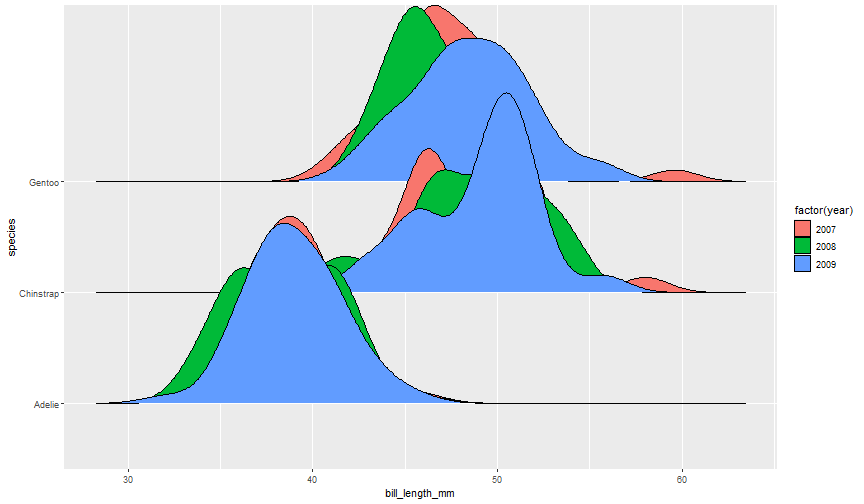 Gentoo
Chinstrap
Adelie
species
30
40
50
60
bill_length_mm
factor(year)
2007
2008
2009